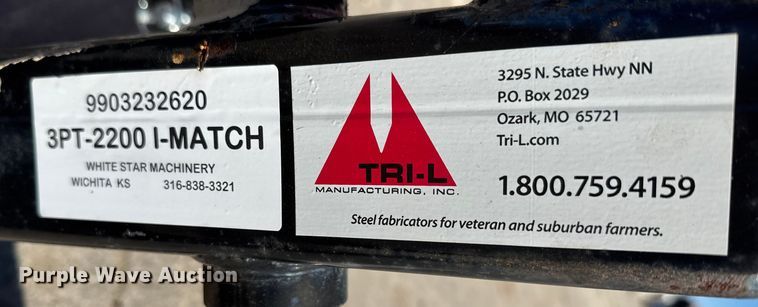 9903232620
3PT-2200 I-MATCH
WHITE STAR MACHINERY
WICHITA KS 316-838-3321
TRI-L
MANUFACTURING, INC.
3295 N. State Hwy NN
P.O. Box 2029
Ozark, MO 65721
Tri-L.com
1.800.759.4159
Steel fabricators for veteran and suburban farmers.
Purple Wave Auction